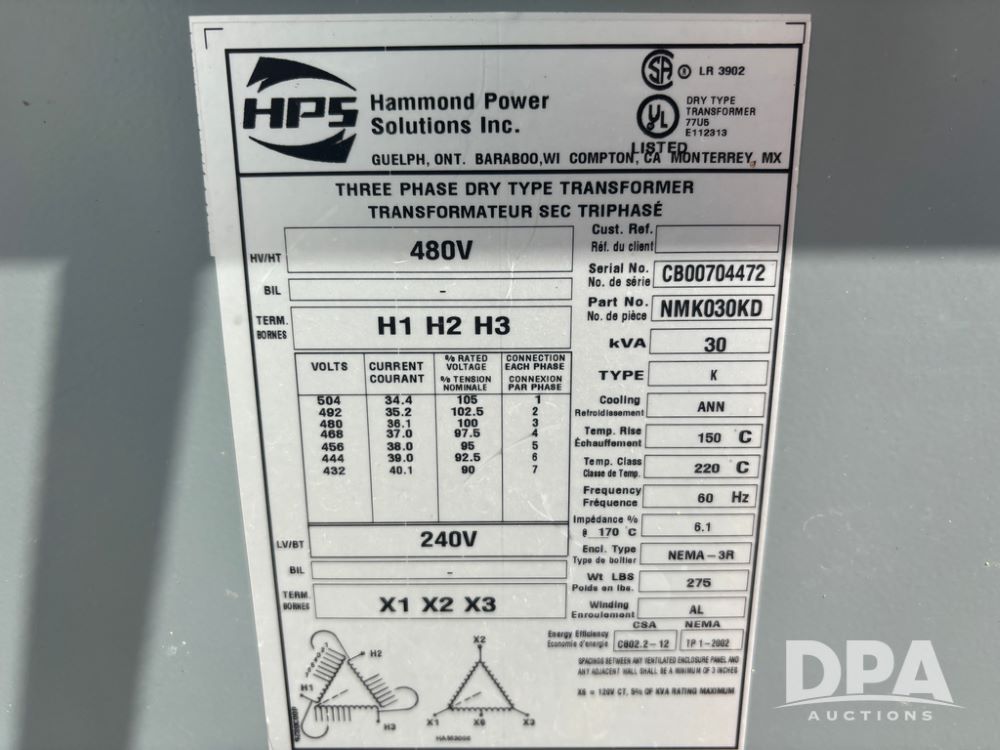 HPS
Hammond Power
Solutions Inc.
SA
LR 3902
UL
LISTED
DRY TYPE
TRANSFORMER
77U5
E112313
GUELPH, ONT. BARABOO,WI COMPTON, CA MONTERREY, MX
THREE PHASE DRY TYPE TRANSFORMER
TRANSFORMATEUR SEC TRIPHASÉ
HV/HT 480V
BIL -
TERM. BORNES H1 H2 H3
VOLTS CURRENT COURANT % RATED VOLTAGE % TENSION NOMINALE CONNECTION EACH PHASE CONNEXION PAR PHASE
504 34.4 105 1
492 35.2 102.5 2
480 36.1 100 3
468 37.0 97.5 4
456 38.0 95 5
444 39.0 92.5 6
432 40.1 90 7
LV/BT 240V
BIL -
TERM. BORNES X1 X2 X3
Cust. Ref.
Réf. du client
Serial No.
No. de série CB00704472
Part No.
No. de pièce NMK030KD
kVA 30
TYPE K
Cooling
Refroidissement ANN
Temp. Rise
Échauffement 150 C
Temp. Class
Classe de Temp. 220 C
Frequency
Fréquence 60 Hz
Impédance %
@ 170 C 6.1
Encl. Type
Type de boîtier NEMA-3R
Wt LBS
Poids en lbs. 275
Winding
Enroulement AL
CSA NEMA
Energy Efficiency
Économie d'énergie C802.2-12 TP 1-2002
SPACINGS BETWEEN ANY VENTILATED ENCLOSURE PANEL AND
ANY ADJACENT WALL SHALL BE A MINIMUM OF 3 INCHES
X6 = 120V CT, 5% OF KVA RATING MAXIMUM
H2
H1
H3
X2
X1 X6 X3
DPA
AUCTIONS